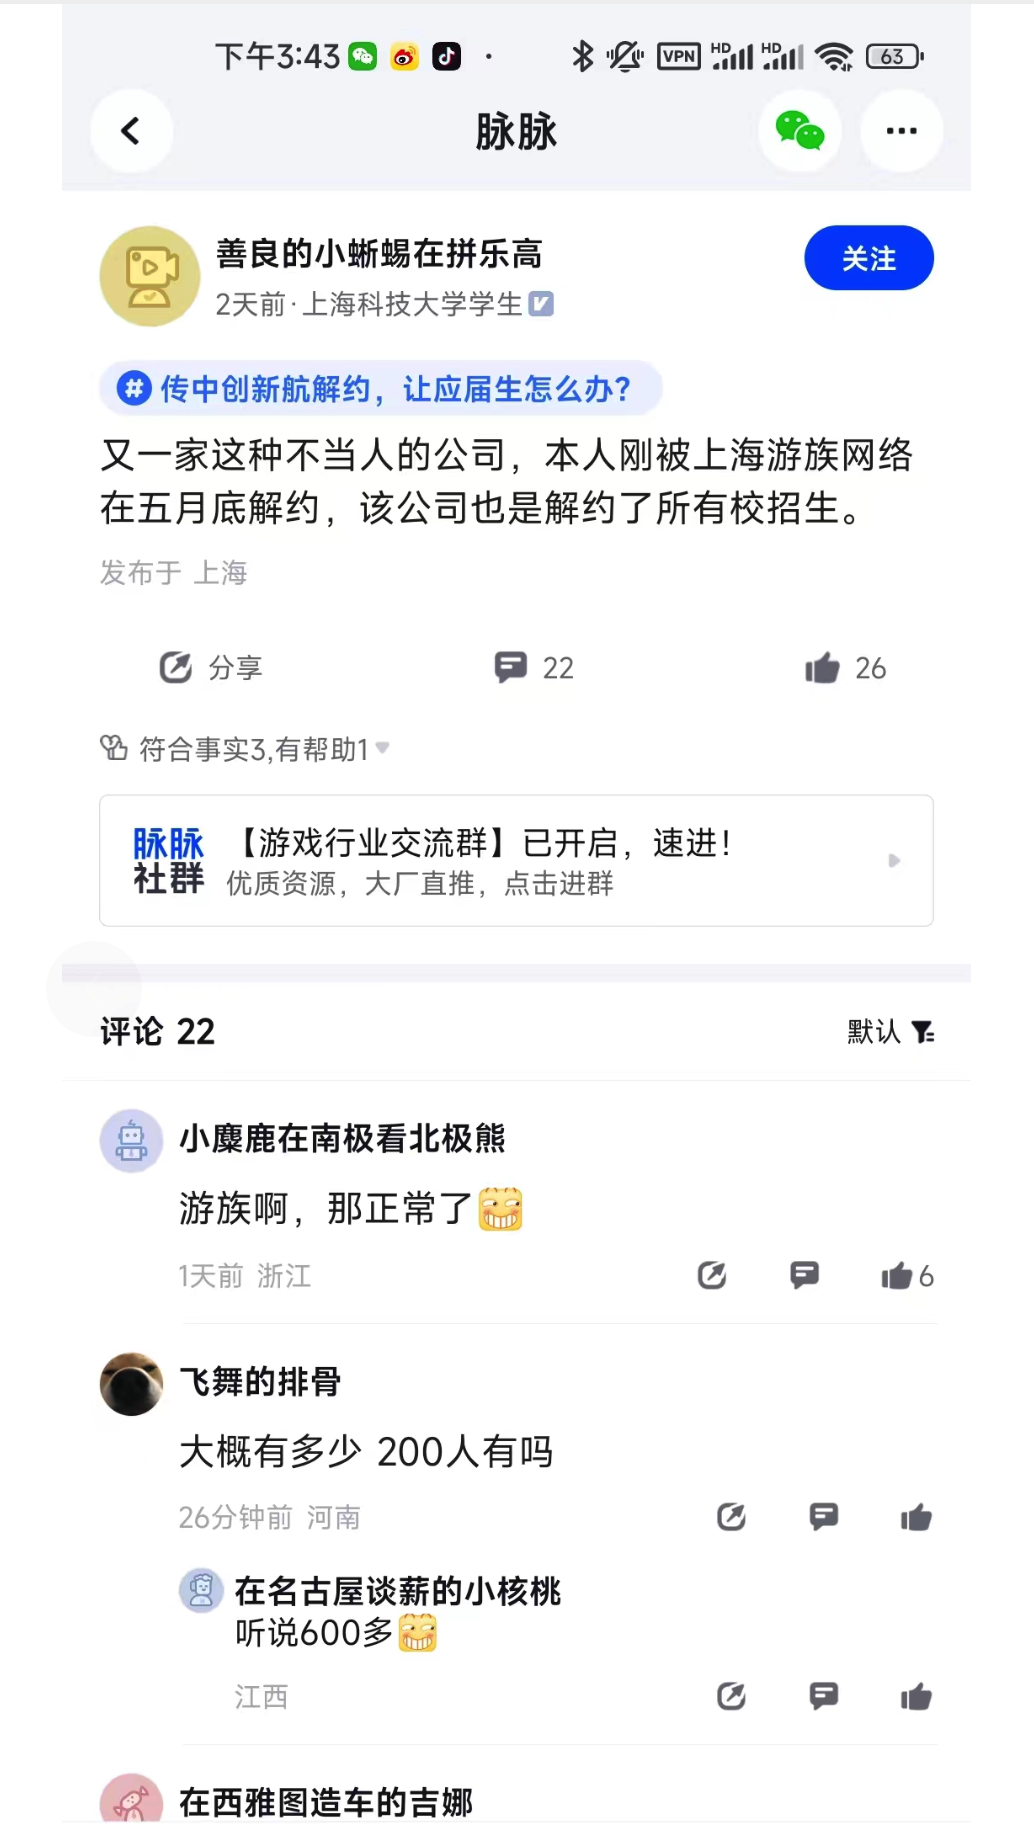 下午3:43
VPN
HD
HD
63
脉脉
善良的小蜥蜴在拼乐高
关注
2天前·上海科技大学学生
# 传中创新航解约，让应届生怎么办？
又一家这种不当人的公司，本人刚被上海游族网络
在五月底解约，该公司也是解约了所有校招生。
发布于 上海
分享
22
26
符合事实3,有帮助1
脉脉
社群
【游戏行业交流群】已开启，速进！
优质资源，大厂直推，点击进群
评论 22
默认
小麋鹿在南极看北极熊
游族啊，那正常了
1天前 浙江
6
飞舞的排骨
大概有多少 200人有吗
26分钟前 河南
在名古屋谈薪的小核桃
听说600多
江西
在西雅图造车的吉娜